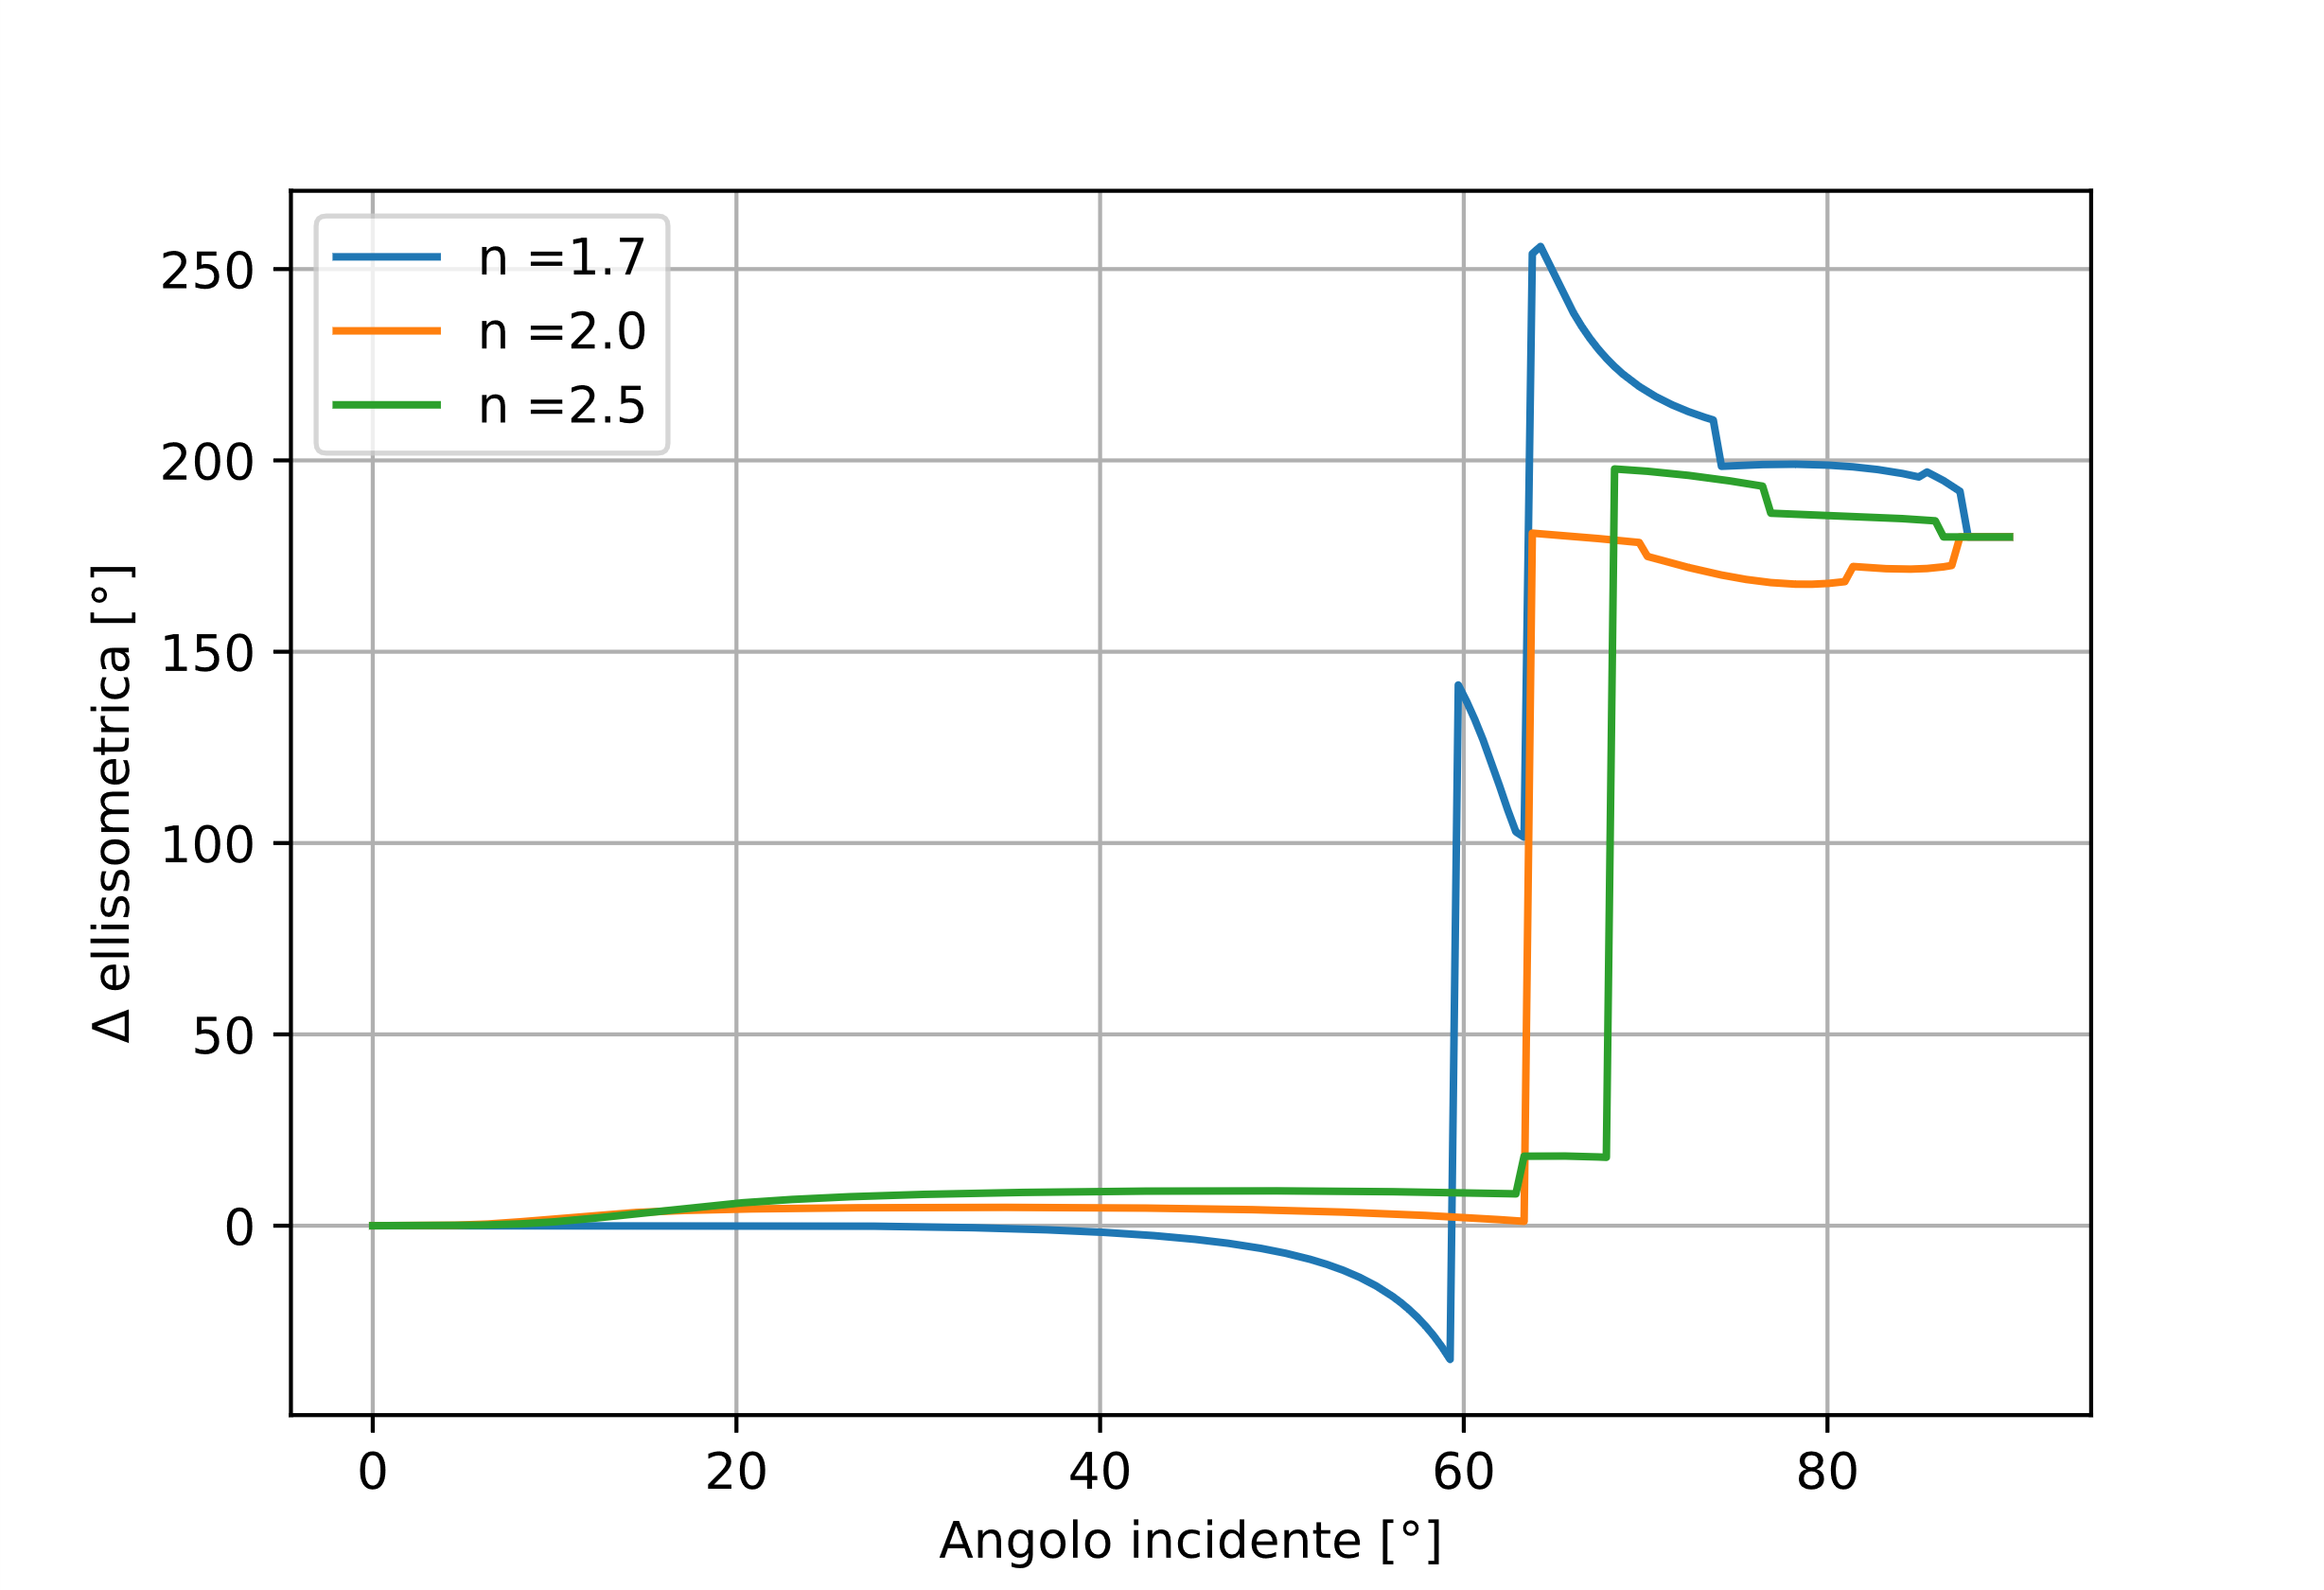 n =1.7
n =2.0
n =2.5
250
200
150
100
50
0
Δ ellissometrica [°]
0 20 40 60 80
Angolo incidente [°]